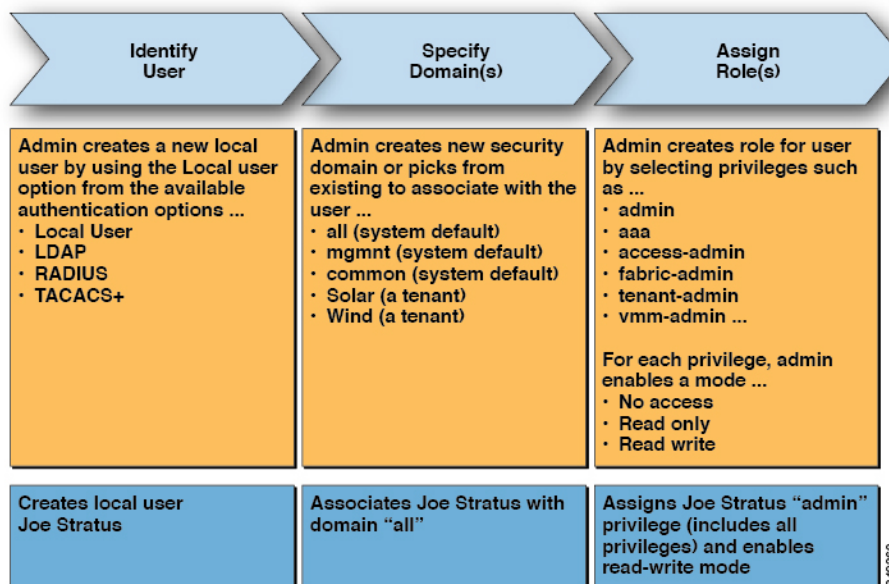 Identify
User
Specify
Domain(s)
Assign
Role(s)
Admin creates a new local
user by using the Local user
option from the available
authentication options ...
• Local User
• LDAP
• RADIUS
• TACACS+
Admin creates new security
domain or picks from
existing to associate with the
user ...
• all (system default)
• mgmnt (system default)
• common (system default)
• Solar (a tenant)
• Wind (a tenant)
Admin creates role for user
by selecting privileges such
as ...
• admin
• aaa
• access-admin
• fabric-admin
• tenant-admin
• vmm-admin ...
For each privilege, admin
enables a mode ...
• No access
• Read only
• Read write
Creates local user
Joe Stratus
Associates Joe Stratus with
domain “all”
Assigns Joe Stratus “admin”
privilege (includes all
privileges) and enables
read-write mode